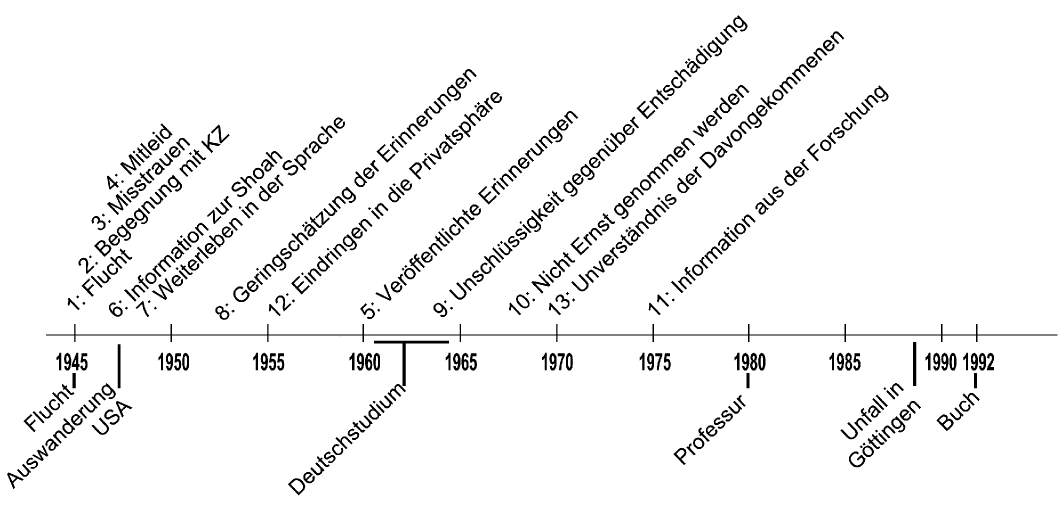 4: Mitleid
3: Misstrauen
2: Begegnung mit KZ
1: Flucht
6: Information zur Shoah
7: Weiterleben in der Sprache
8: Geringschätzung der Erinnerungen
12: Eindringen in die Privatsphäre
5: Veröffentlichte Erinnerungen
9: Unschlüssigkeit gegenüber Entschädigung
10: Nicht Ernst genommen werden
13: Unverständnis der Davongekommenen
11: Information aus der Forschung
1945 1950 1955 1960 1965 1970 1975 1980 1985 1990 1992
Flucht
Auswanderung
USA
Deutschstudium
Professur
Unfall in
Göttingen
Buch